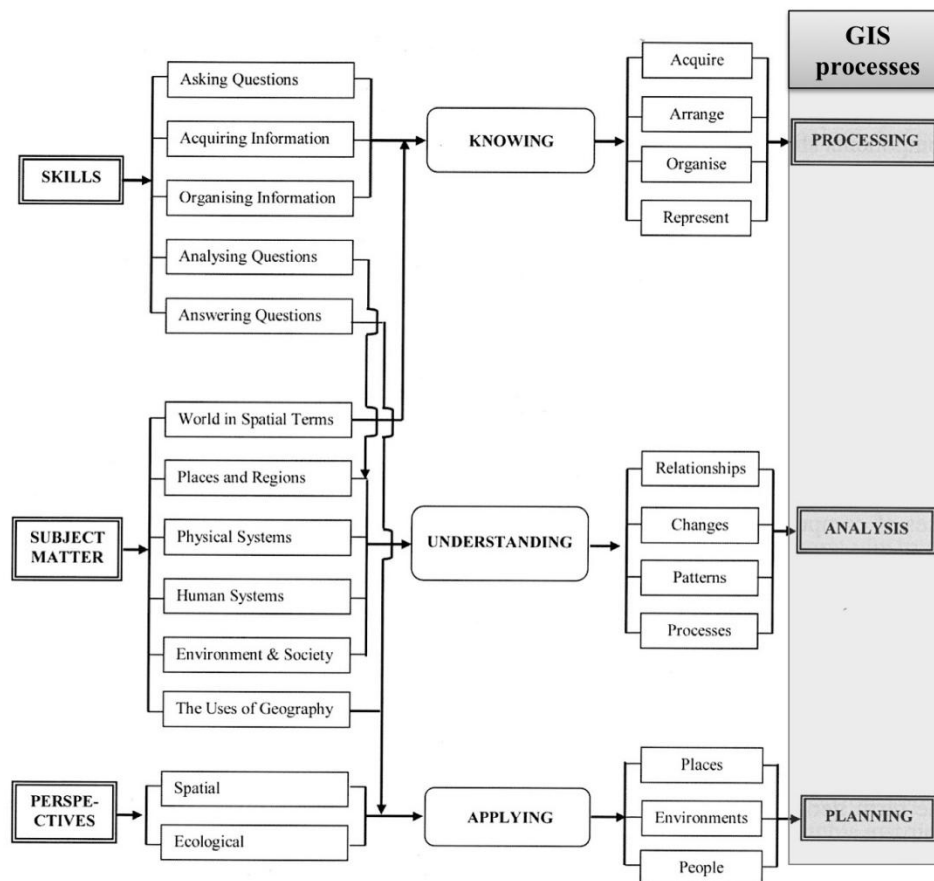 GIS
processes
Asking Questions
Acquiring Information
Organising Information
Analysing Questions
Answering Questions
SKILLS
KNOWING
Acquire
Arrange
Organise
Represent
PROCESSING
World in Spatial Terms
Places and Regions
Physical Systems
Human Systems
Environment & Society
The Uses of Geography
SUBJECT
MATTER
UNDERSTANDING
Relationships
Changes
Patterns
Processes
ANALYSIS
PERSPE-
CTIVES
Spatial
Ecological
APPLYING
Places
Environments
People
PLANNING